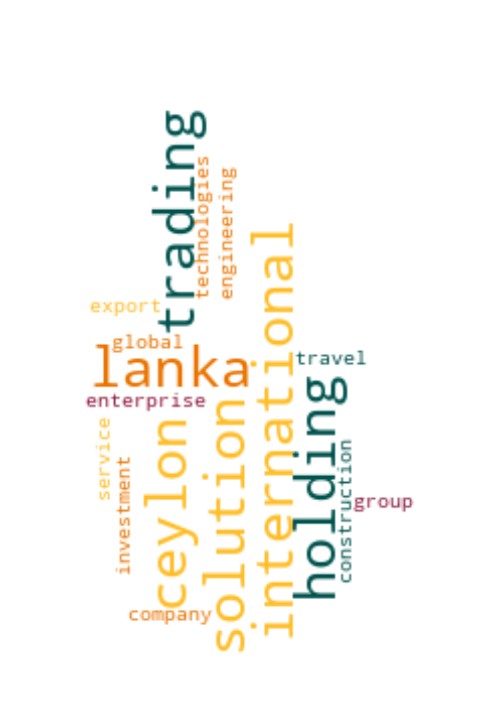 trading
technologies
engineering
international
export
global
lanka
travel
enterprise
holding
solution
ceylon
service
construction
investment
group
company